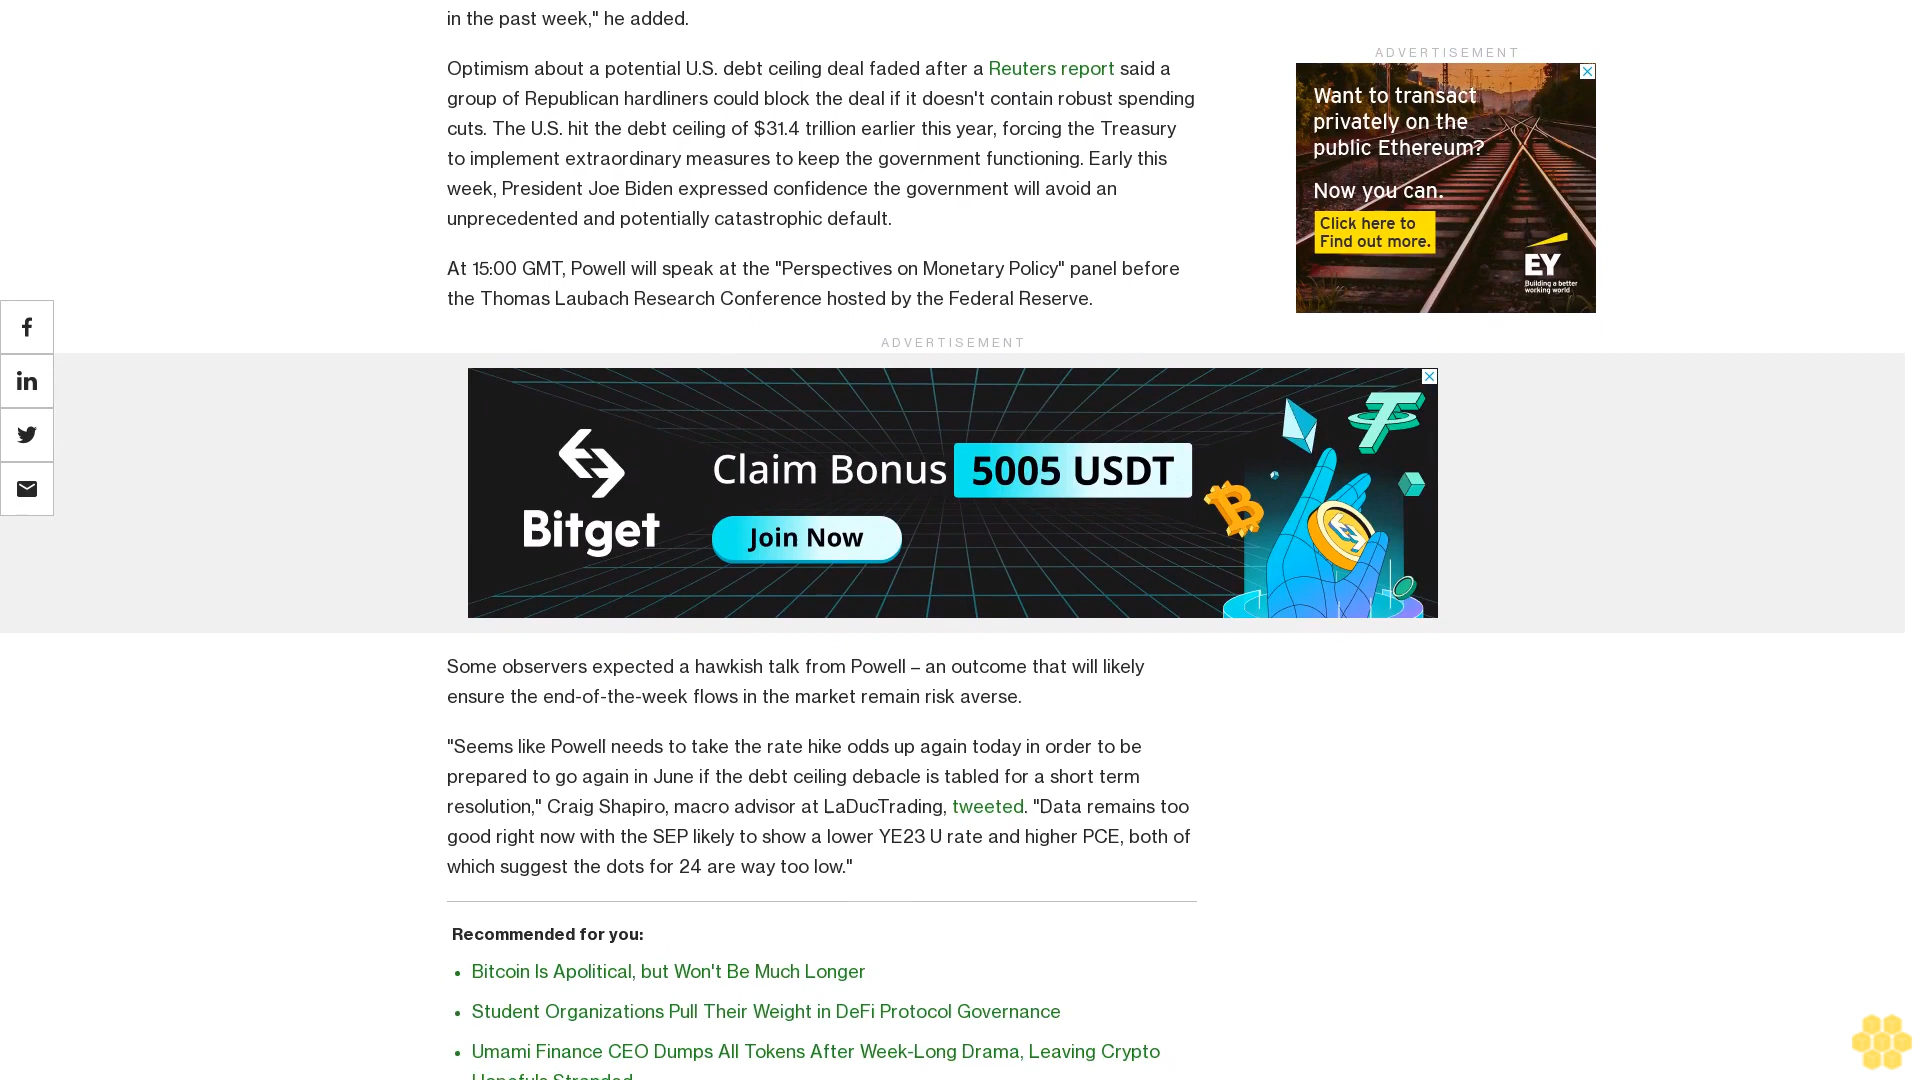 in the past week," he added.
Optimism about a potential U.S. debt ceiling deal faded after a Reuters report said a
group of Republican hardliners could block the deal if it doesn't contain robust spending
cuts. The U.S. hit the debt ceiling of $31.4 trillion earlier this year, forcing the Treasury
to implement extraordinary measures to keep the government functioning. Early this
week, President Joe Biden expressed confidence the government will avoid an
unprecedented and potentially catastrophic default.
At 15:00 GMT, Powell will speak at the "Perspectives on Monetary Policy" panel before
the Thomas Laubach Research Conference hosted by the Federal Reserve.
ADVERTISEMENT
Want to transact
privately on the
public Ethereum?
Now you can.
Click here to
Find out more.
EY
Building a better
working world
ADVERTISEMENT
Bitget
Claim Bonus 5005 USDT
Join Now
Some observers expected a hawkish talk from Powell – an outcome that will likely
ensure the end-of-the-week flows in the market remain risk averse.
"Seems like Powell needs to take the rate hike odds up again today in order to be
prepared to go again in June if the debt ceiling debacle is tabled for a short term
resolution," Craig Shapiro, macro advisor at LaDucTrading, tweeted. "Data remains too
good right now with the SEP likely to show a lower YE23 U rate and higher PCE, both of
which suggest the dots for 24 are way too low."
Recommended for you:
• Bitcoin Is Apolitical, but Won't Be Much Longer
• Student Organizations Pull Their Weight in DeFi Protocol Governance
• Umami Finance CEO Dumps All Tokens After Week-Long Drama, Leaving Crypto
Hopefuls Stranded